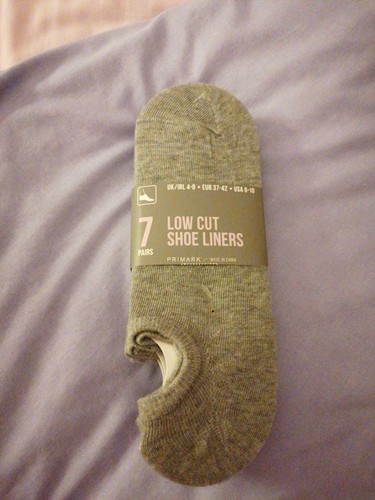 UK/IRL 4-8 • EUR 37-42 • USA 6-10
7
PAIRS
LOW CUT
SHOE LINERS
PRIMARK
MADE IN CHINA